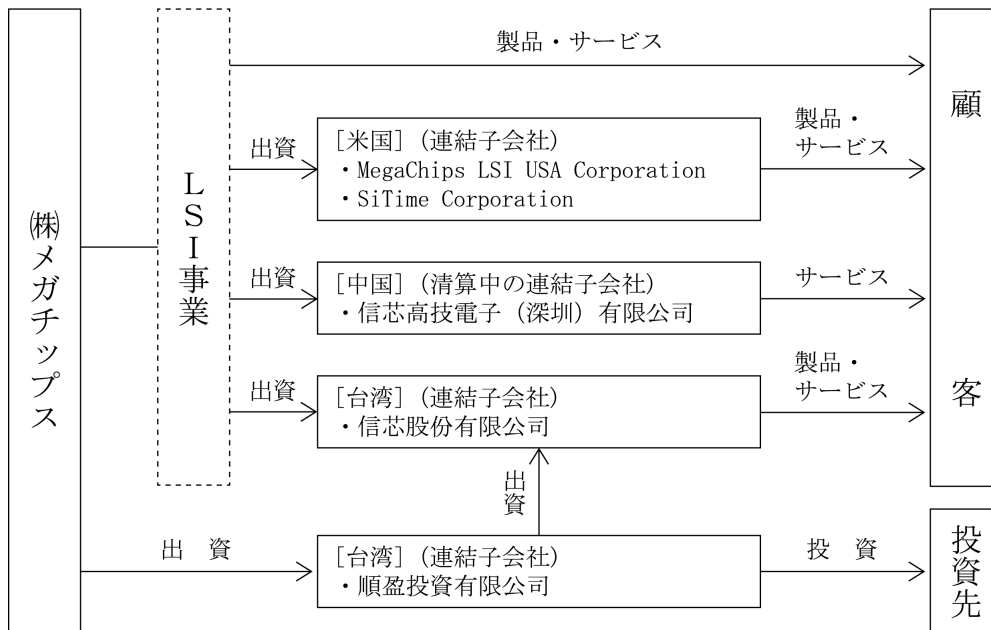 ㈱メガチップス
LSI事業
製品・サービス
出資
[米国](連結子会社)
・MegaChips LSI USA Corporation
・SiTime Corporation
製品・
サービス
出資
[中国](清算中の連結子会社)
・信芯高技電子(深圳)有限公司
サービス
出資
[台湾](連結子会社)
・信芯股份有限公司
製品・
サービス
出資
出 資
[台湾](連結子会社)
・順盈投資有限公司
投 資
顧客
投資先